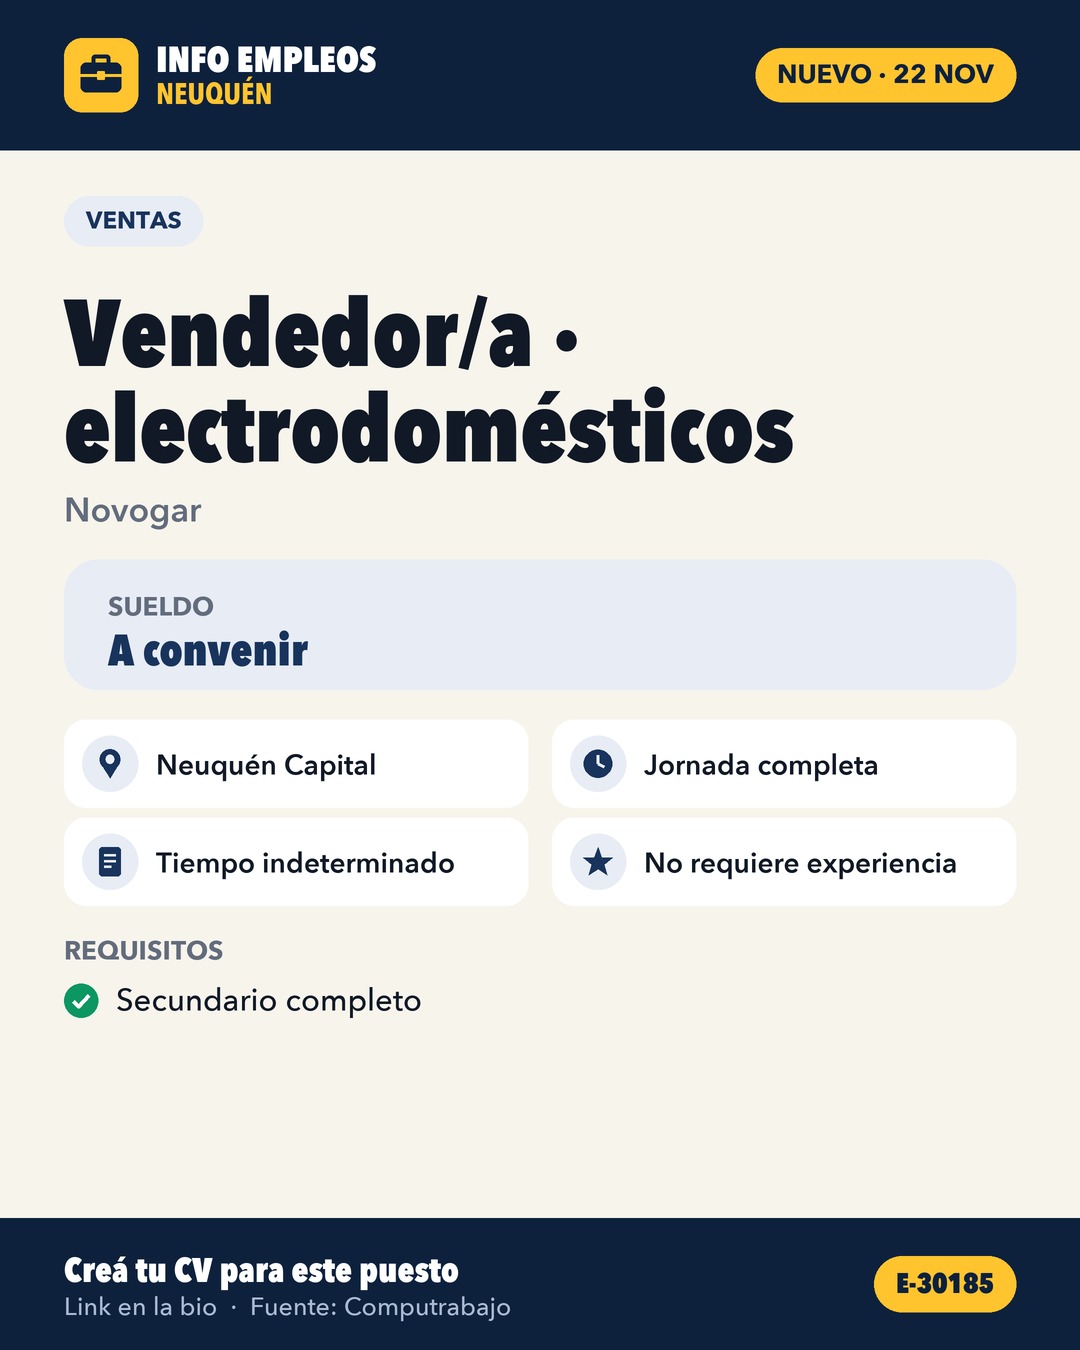 INFO EMPLEOS
NEUQUÉN
NUEVO · 22 NOV
VENTAS
Vendedor/a ·
electrodomésticos
Novogar
SUELDO
A convenir
Neuquén Capital
Jornada completa
Tiempo indeterminado
No requiere experiencia
REQUISITOS
Secundario completo
Creá tu CV para este puesto
Link en la bio · Fuente: Computrabajo
E-30185